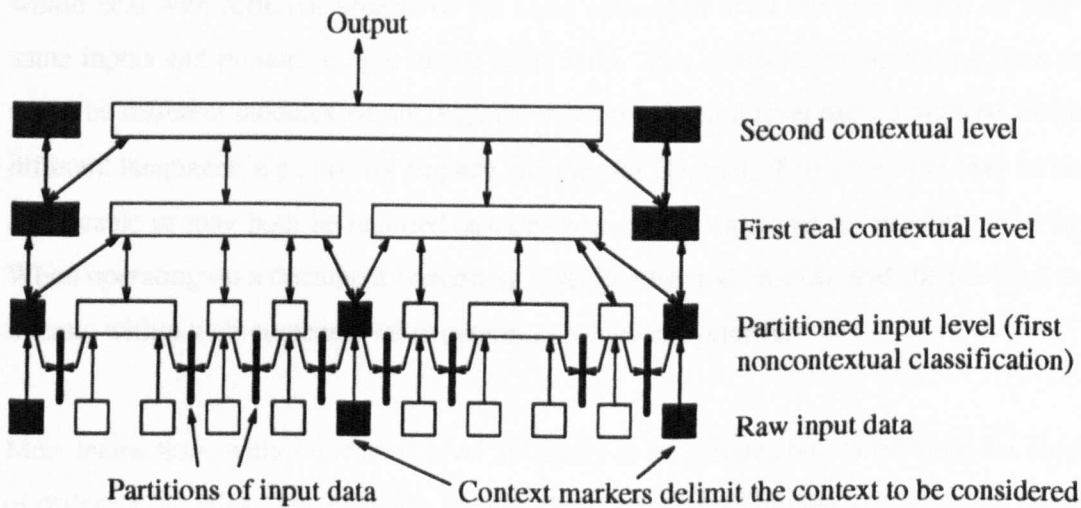 Output
Second contextual level
First real contextual level
Partitioned input level (first
noncontextual classification)
Raw input data
Partitions of input data
Context markers delimit the context to be considered